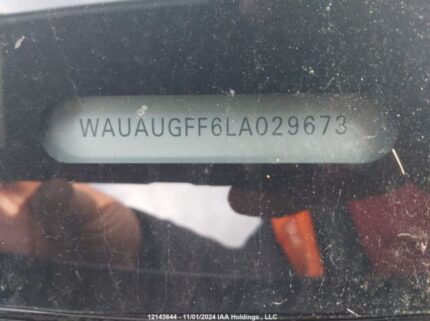 WAUAUGFF6LA029673
12143644 - 11/01/2024 IAA Holdings., LLC